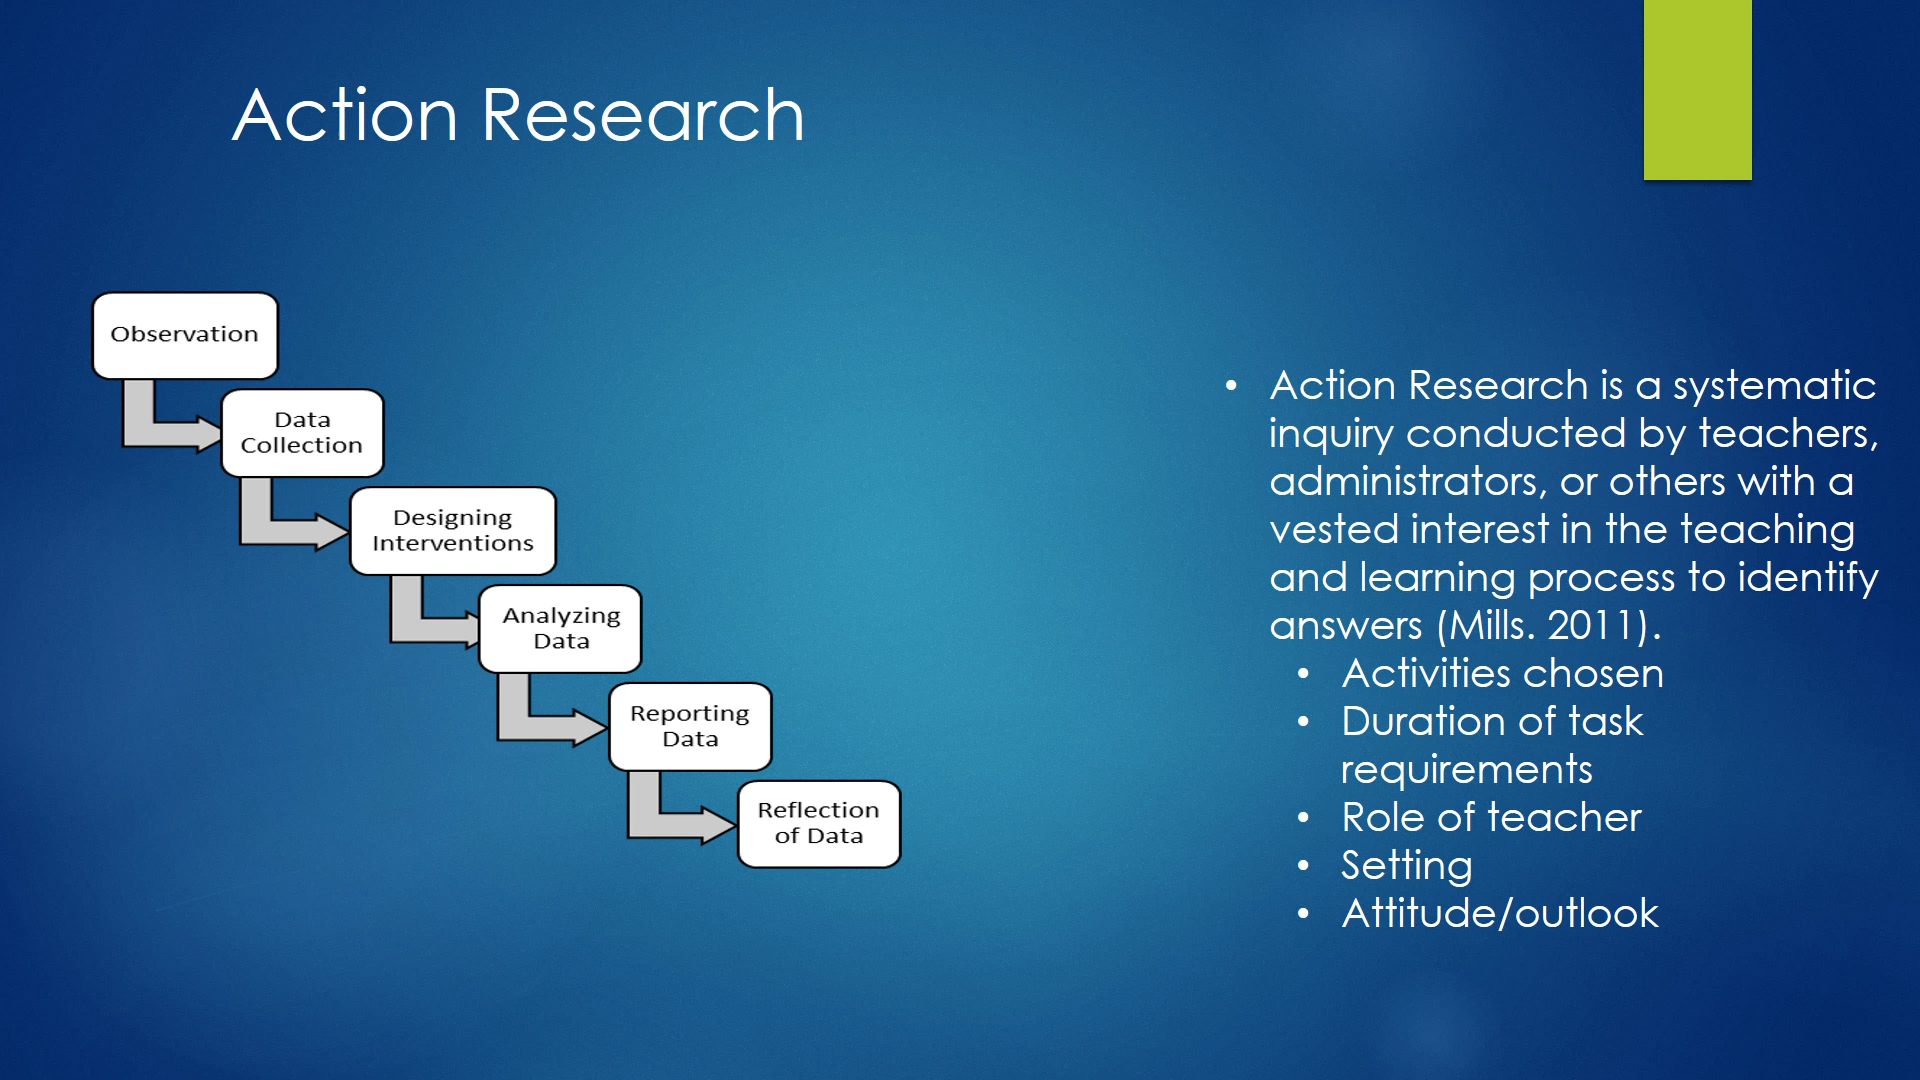 Action Research
Observation
Data
Collection
Designing
Interventions
Analyzing
Data
Reporting
Data
Reflection
of Data
• Action Research is a systematic
inquiry conducted by teachers,
administrators, or others with a
vested interest in the teaching
and learning process to identify
answers (Mills. 2011).
• Activities chosen
• Duration of task
requirements
• Role of teacher
• Setting
• Attitude/outlook